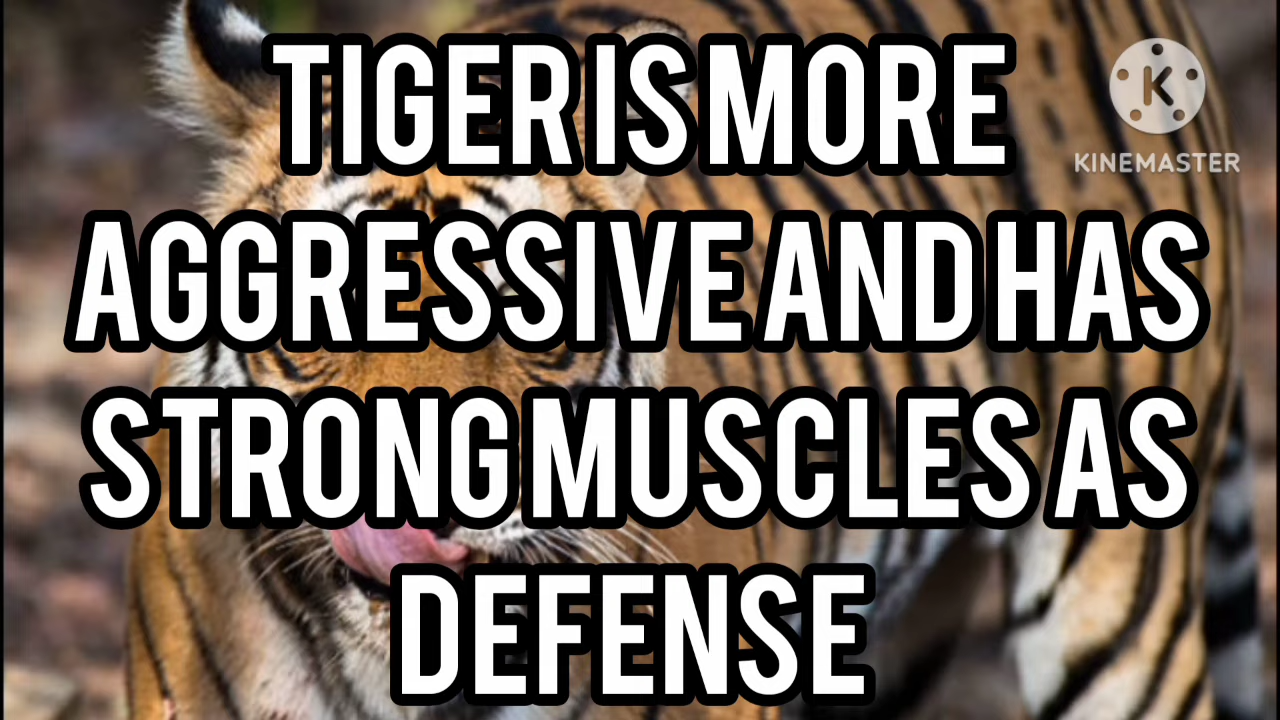 TIGER IS MORE
AGGRESSIVE AND HAS
STRONG MUSCLES AS
DEFENSE
K
KINEMASTER